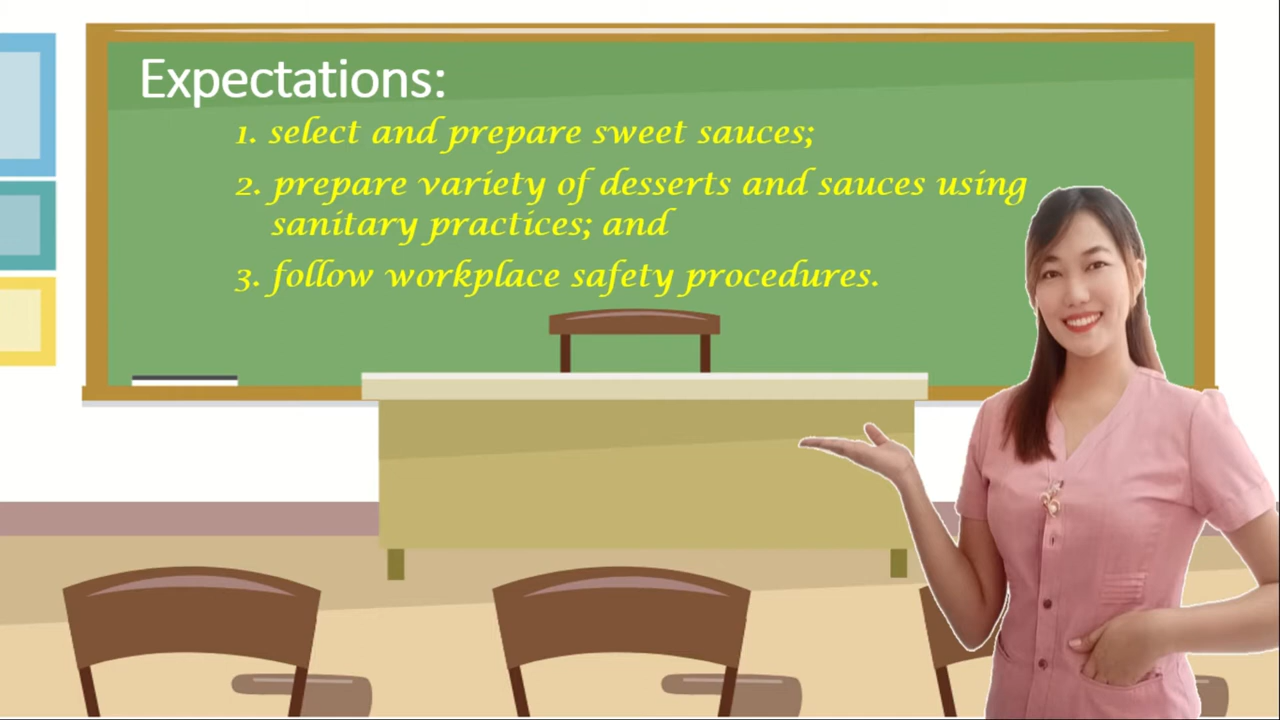 Expectations:
1. select and prepare sweet sauces;
2. prepare variety of desserts and sauces using
sanitary practices; and
3. follow workplace safety procedures.